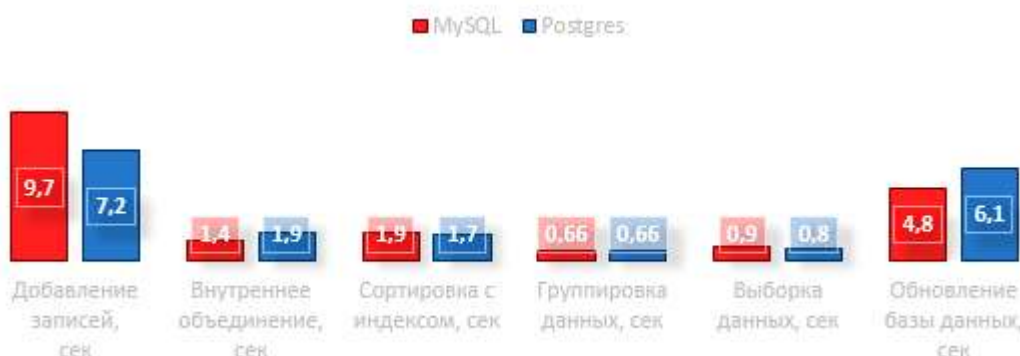 MySQL Postgres
9,7 7,2 1,4 1,9 1,9 1,7 0,66 0,66 0,9 0,8 4,8 6,1
Добавление записей, сек
Внутреннее объединение, сек
Сортировка с индексом, сек
Группировка данных, сек
Выборка данных, сек
Обновление базы данных, сек